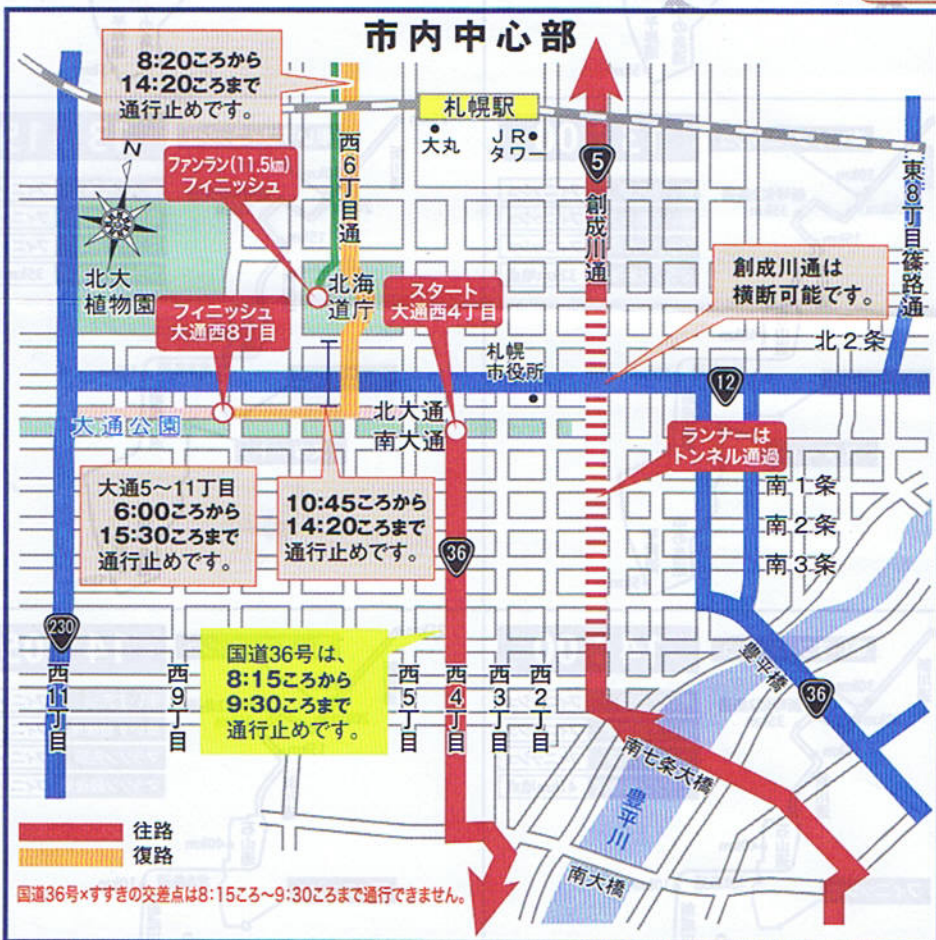 市内中心部
8:20ころから
14:20ころまで
通行止めです。
札幌駅
大丸
JR
タワー
西6丁目通
5
創成川通
東8丁目篠路通
ファンラン(11.5km)
フィニッシュ
N
北大
植物園
北海
道庁
スタート
大通西4丁目
創成川通は
横断可能です。
フィニッシュ
大通西8丁目
札幌
市役所
北2条
12
大通公園
北大通
南大通
ランナーは
トンネル通過
大通5〜11丁目
6:00ころから
15:30ころまで
通行止めです。
10:45ころから
14:20ころまで
通行止めです。
南1条
南2条
南3条
36
230
国道36号は、
8:15ころから
9:30ころまで
通行止めです。
西11丁目
西9丁目
西5丁目
西4丁目
西3丁目
西2丁目
豊平橋
36
南七条大橋
豊平川
南大橋
往路
復路
国道36号×すすきの交差点は8:15ころ〜9:30ころまで通行できません。